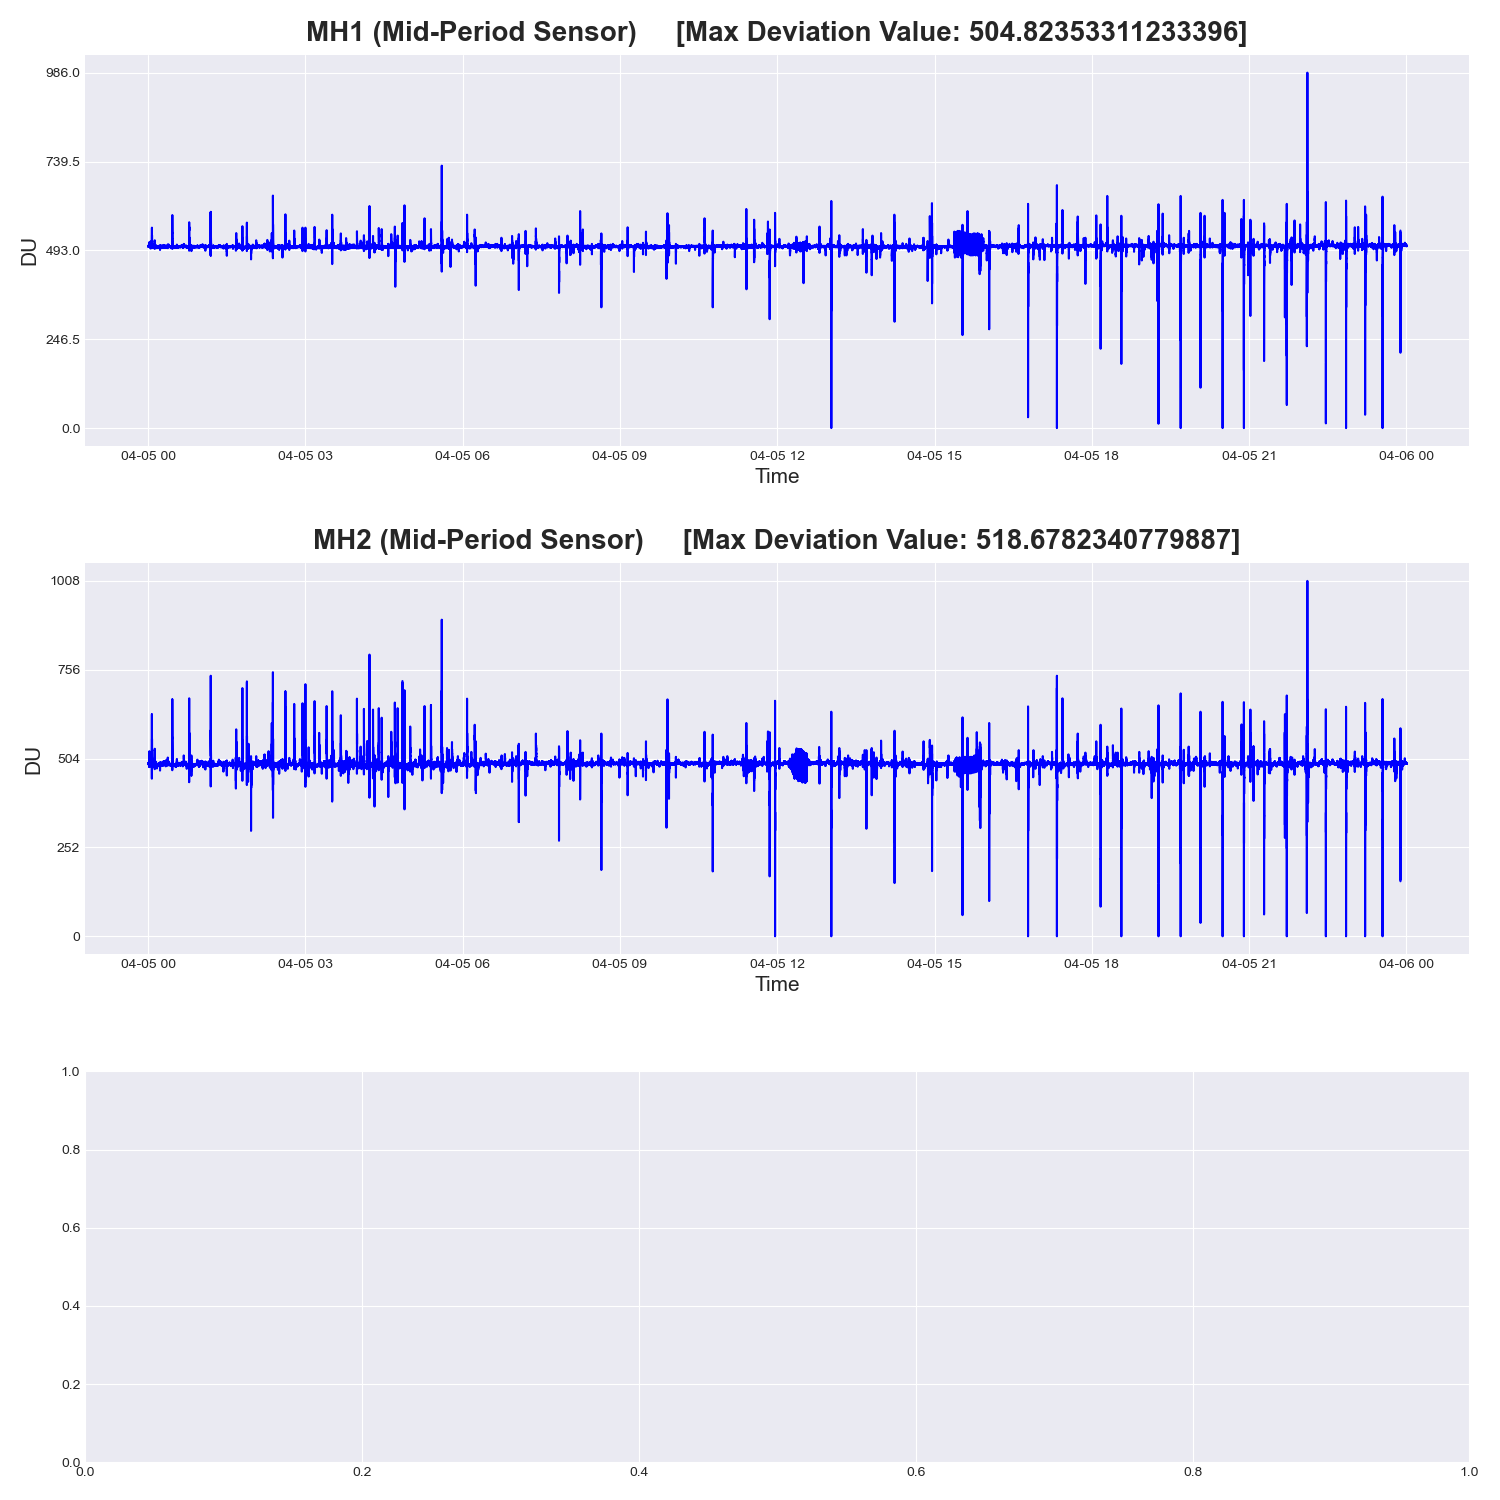 MH1 (Mid-Period Sensor) [Max Deviation Value: 504.82353311233396]
986.0
739.5
493.0
246.5
0.0
DU
04-05 00 04-05 03 04-05 06 04-05 09 04-05 12 04-05 15 04-05 18 04-05 21 04-06 00
Time
MH2 (Mid-Period Sensor) [Max Deviation Value: 518.6782340779887]
1008
756
504
252
0
DU
04-05 00 04-05 03 04-05 06 04-05 09 04-05 12 04-05 15 04-05 18 04-05 21 04-06 00
Time
1.0
0.8
0.6
0.4
0.2
0.0
0.0 0.2 0.4 0.6 0.8 1.0